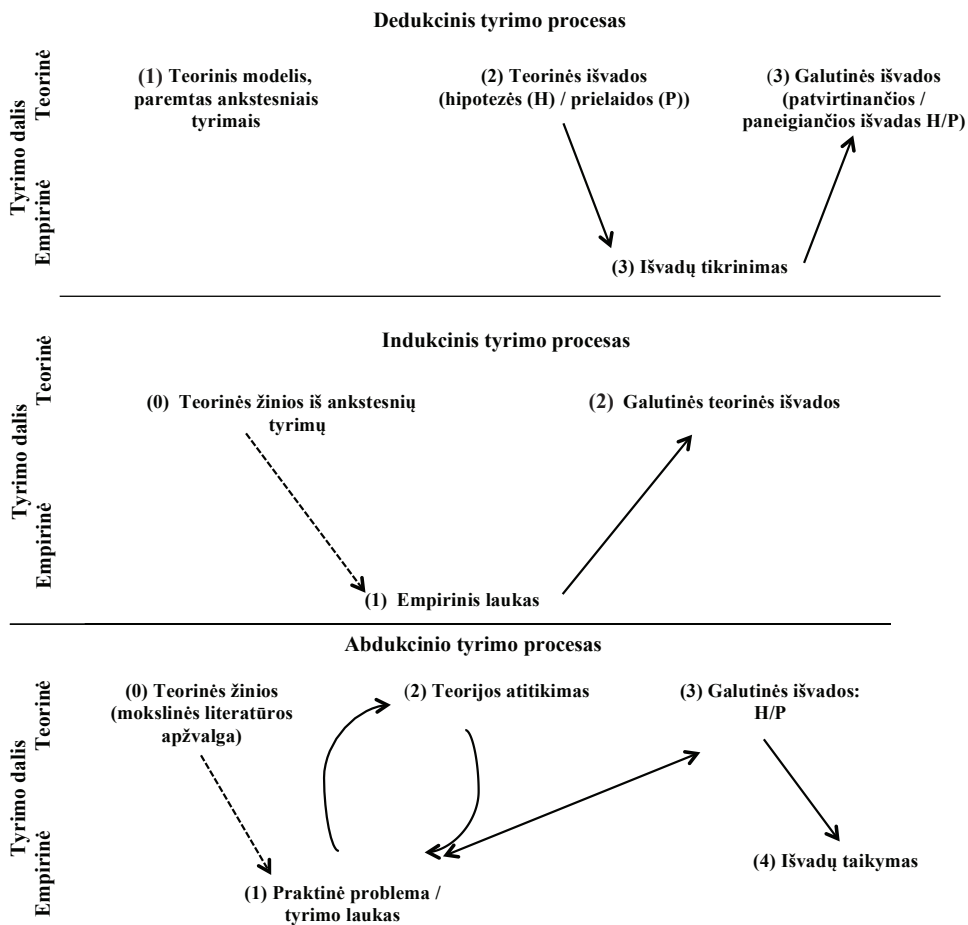 Dedukcinis tyrimo procesas
Tyrimo dalis
Teorinė
Empirinė
(1) Teorinis modelis,
paremtas ankstesniais
tyrimais
(2) Teorinės išvados
(hipotezės (H) / prielaidos (P))
(3) Galutinės išvados
(patvirtinančios /
paneigiančios išvadas H/P)
(3) Išvadų tikrinimas
Indukcinis tyrimo procesas
Tyrimo dalis
Teorinė
Empirinė
(0) Teorinės žinios iš ankstesnių
tyrimų
(2) Galutinės teorinės išvados
(1) Empirinis laukas
Abdukcinio tyrimo procesas
Tyrimo dalis
Teorinė
Empirinė
(0) Teorinės žinios
(mokslinės literatūros
apžvalga)
(2) Teorijos atitikimas
(3) Galutinės išvados:
H/P
(4) Išvadų taikymas
(1) Praktinė problema /
tyrimo laukas